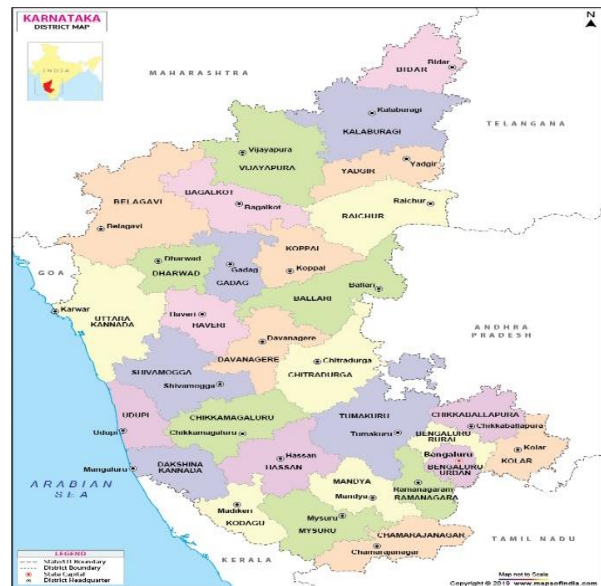 KARNATAKA
DISTRICT MAP
N
INDIA
MAHARASHTRA
Bidar
BIDAR
Kalaburagi
KALABURAGI
TELANGANA
Vijayapura
VIJAYAPURA
Yadgir
YADGIR
BELAGAVI
BAGALKOT
Bagalkot
Raichur
RAICHUR
Belagavi
Dharwad
DHARWAD
Gadag
GADAG
KOPPAL
Koppal
GOA
Ballari
BALLARI
Karwar
UTTARA
KANNADA
Haveri
HAVERI
ANDHRA
PRADESH
Davanagere
DAVANAGERE
Chitradurga
CHITRADURGA
SHIVAMOGGA
Shivamogga
UDUPI
Udupi
CHIKKAMAGALURU
Chikkamagaluru
TUMAKURU
Tumakuru
CHIKKABALLAPURA
Chikkaballapura
BENGALURU
RURAL
Kolar
KOLAR
Bengaluru
BENGALURU
URBAN
Mangaluru
DAKSHINA
KANNADA
Hassan
HASSAN
MANDYA
Mandya
Ramanagaram
RAMANAGARA
ARABIAN
SEA
Madikeri
KODAGU
Mysuru
MYSURU
CHAMARAJANAGAR
Chamarajanagar
KERALA
TAMIL NADU
LEGEND
State/UT Boundary
District Boundary
State Capital
District Headquarter
Map not to Scale
Copyright © 2019 www.mapsofindia.com